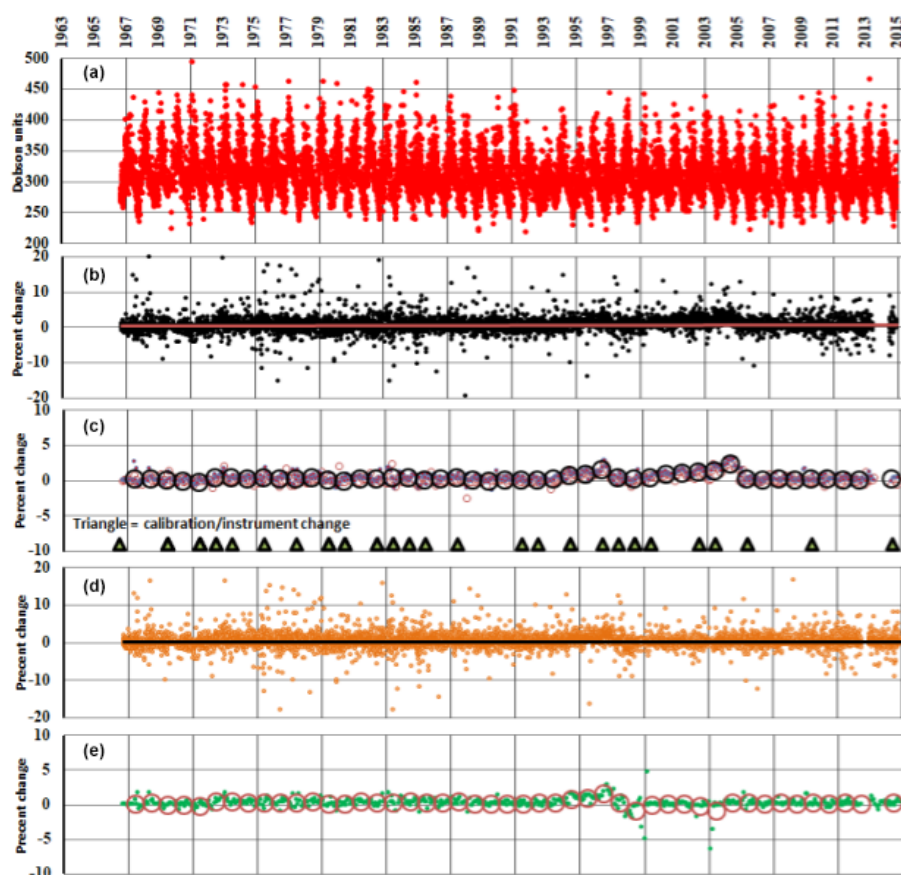 1963 1965 1967 1969 1971 1973 1975 1977 1979 1981 1983 1985 1987 1989 1991 1993 1995 1997 1999 2001 2003 2005 2007 2009 2011 2013 2015
(a)
Dobson units
500
450
400
350
300
250
200
(b)
Percent change
20
10
0
-10
-20
(c)
Percent change
10
5
0
-5
-10
Triangle = calibration/instrument change
(d)
Precent change
20
10
0
-10
-20
(e)
Precent change
10
5
0
-5
-10